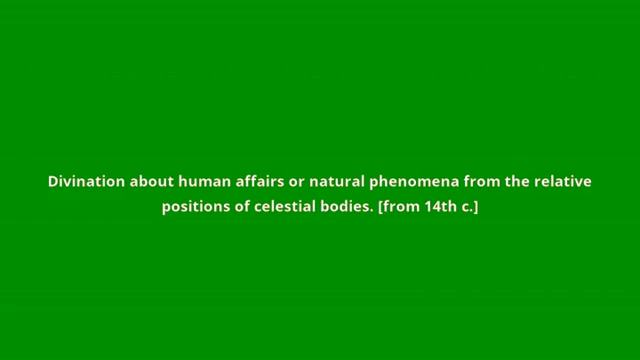 Divination about human affairs or natural phenomena from the relative
positions of celestial bodies. [from 14th c.]